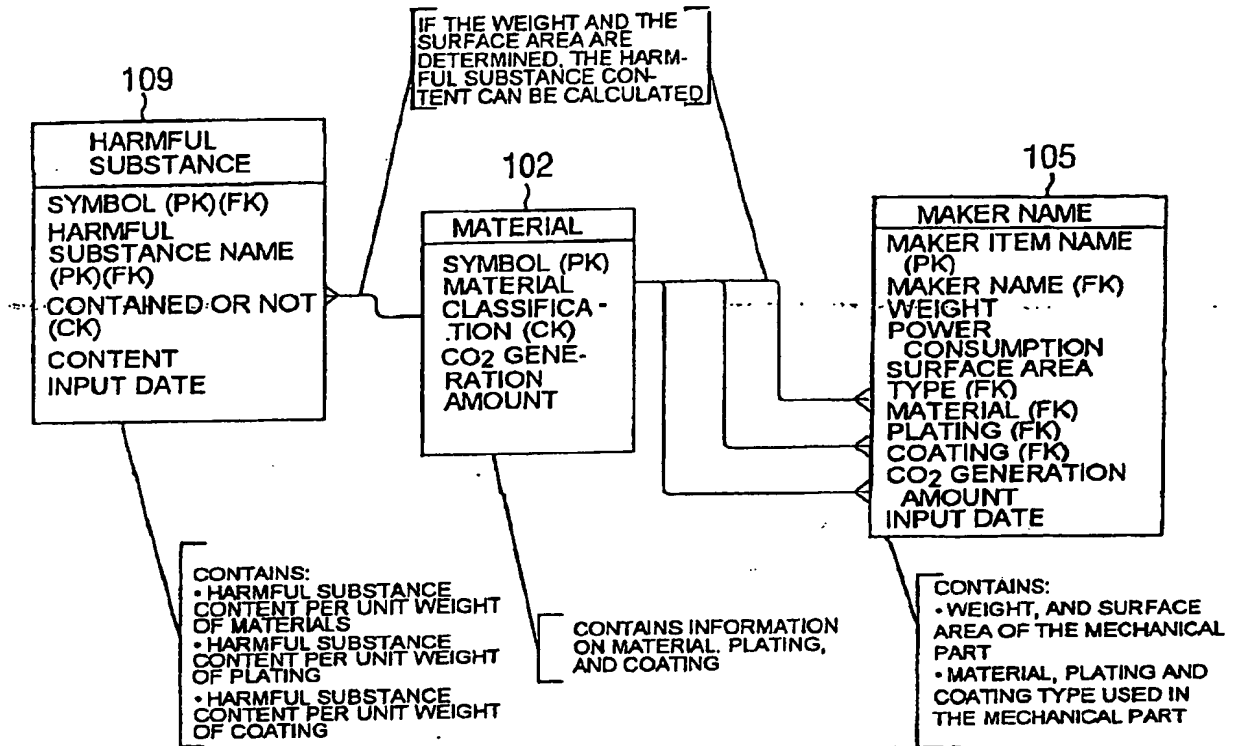 IF THE WEIGHT AND THE
SURFACE AREA ARE
DETERMINED, THE HARM-
FUL SUBSTANCE CON-
TENT CAN BE CALCULATED
109
HARMFUL
SUBSTANCE
SYMBOL (PK)(FK)
HARMFUL
SUBSTANCE NAME
(PK)(FK)
CONTAINED OR NOT
(CK)
CONTENT
INPUT DATE
102
MATERIAL
SYMBOL (PK)
MATERIAL
CLASSIFICA-
TION (CK)
CO2 GENE-
RATION
AMOUNT
105
MAKER NAME
MAKER ITEM NAME
(PK)
MAKER NAME (FK)
WEIGHT
POWER
CONSUMPTION
SURFACE AREA
TYPE (FK)
MATERIAL (FK)
PLATING (FK)
COATING (FK)
CO2 GENERATION
AMOUNT
INPUT DATE
CONTAINS:
• HARMFUL SUBSTANCE
CONTENT PER UNIT WEIGHT
OF MATERIALS
• HARMFUL SUBSTANCE
CONTENT PER UNIT WEIGHT
OF PLATING
• HARMFUL SUBSTANCE
CONTENT PER UNIT WEIGHT
OF COATING
CONTAINS INFORMATION
ON MATERIAL. PLATING,
AND COATING
CONTAINS:
• WEIGHT, AND SURFACE
AREA OF THE MECHANICAL
PART
• MATERIAL, PLATING AND
COATING TYPE USED IN
THE MECHANICAL PART